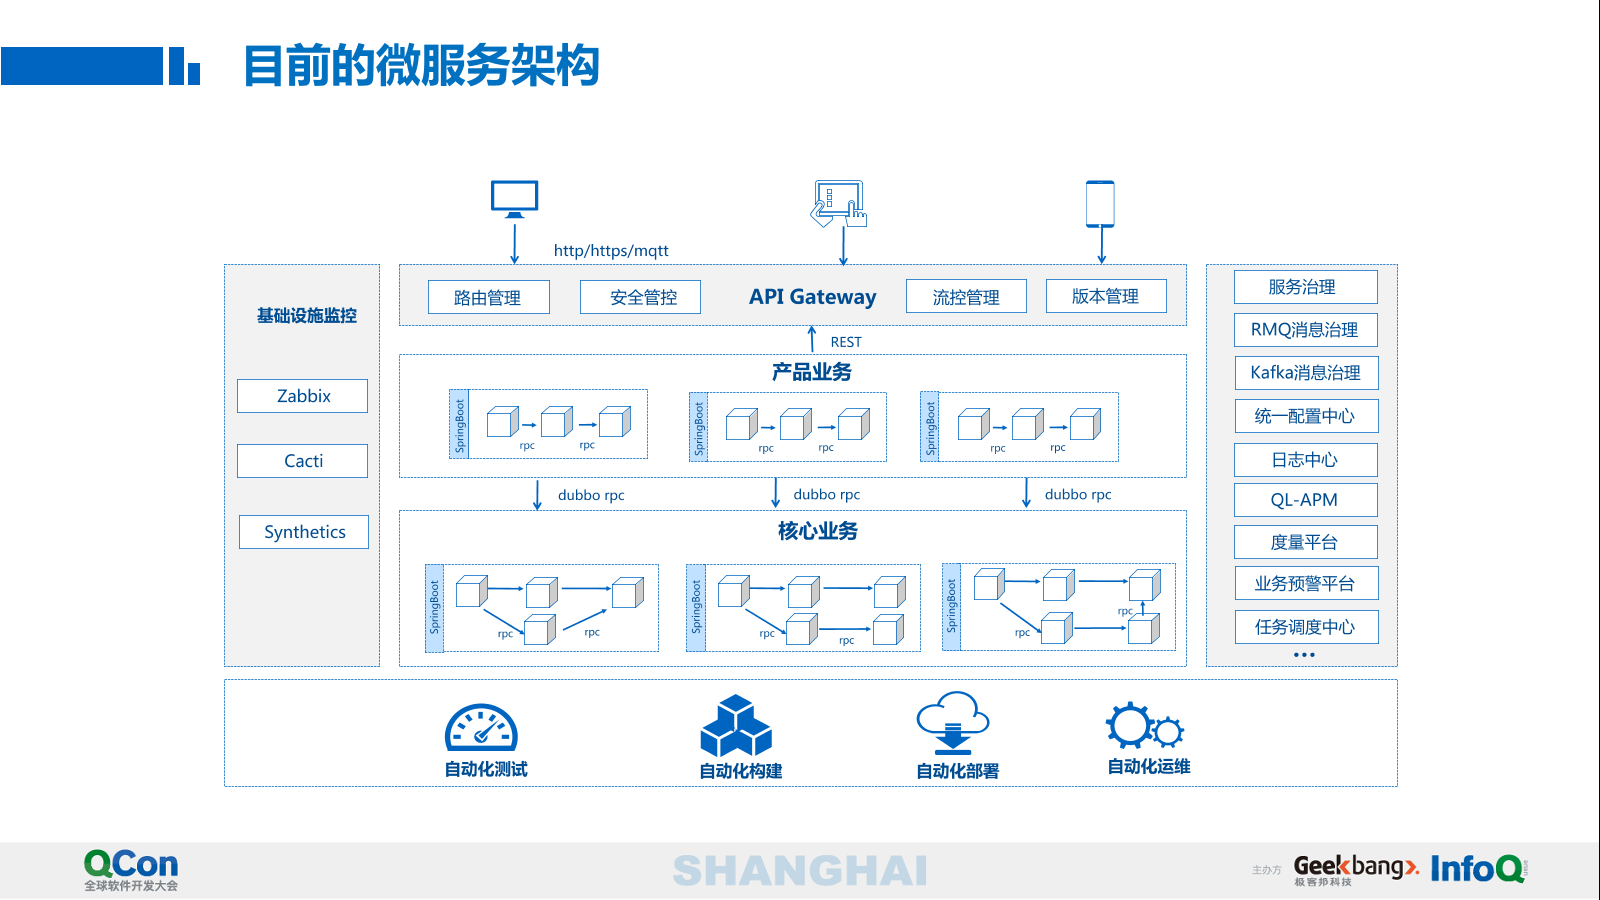 目前的微服务架构
http/https/mqtt
基础设施监控
Zabbix
Cacti
Synthetics
路由管理
安全管控
API Gateway
流控管理
版本管理
REST
产品业务
SpringBoot
rpc
rpc
SpringBoot
rpc
rpc
SpringBoot
rpc
rpc
dubbo rpc
dubbo rpc
dubbo rpc
核心业务
SpringBoot
rpc
rpc
SpringBoot
rpc
rpc
SpringBoot
rpc
rpc
服务治理
RMQ消息治理
Kafka消息治理
统一配置中心
日志中心
QL-APM
度量平台
业务预警平台
任务调度中心
•••
自动化测试
自动化构建
自动化部署
自动化运维
QCon
全球软件开发大会
SHANGHAI
主办方
Geekbang>.
极客邦科技
InfoQ